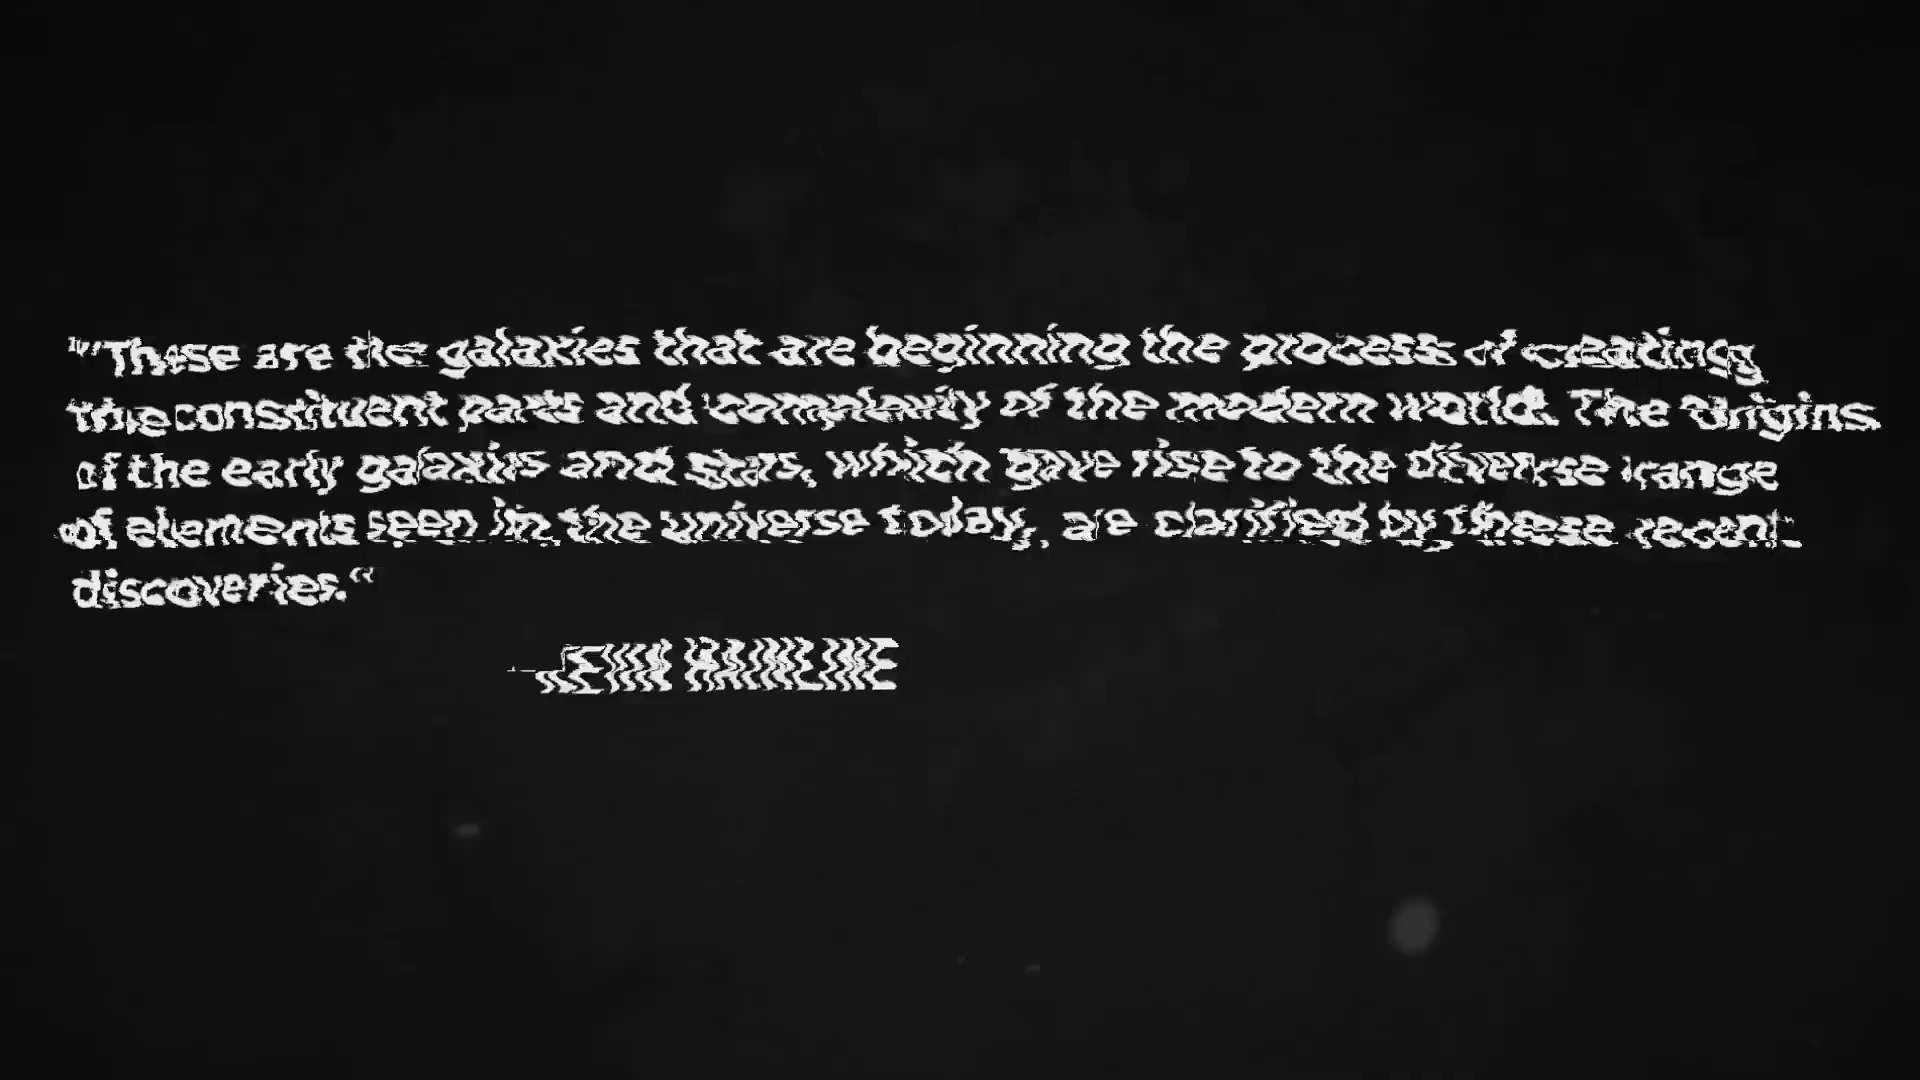 "These are the galaxies that are beginning the process of creating
the constituent parts and complexity of the modern world. The origins
of the early galaxies and stars, which gave rise to the diverse range
of elements seen in the universe today, are clarified by these recent
discoveries."
HAINLINE